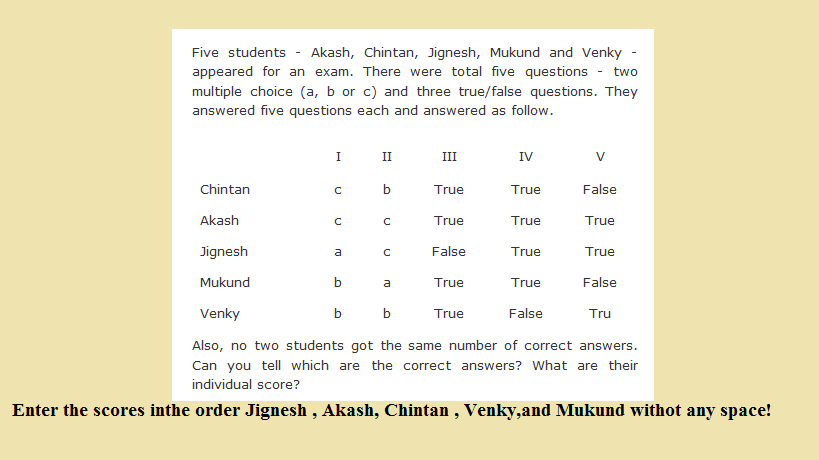 Five students - Akash, Chintan, Jignesh, Mukund and Venky -
appeared for an exam. There were total five questions - two
multiple choice (a, b or c) and three true/false questions. They
answered five questions each and answered as follow.
I II III IV V
Chintan c b True True False
Akash c c True True True
Jignesh a c False True True
Mukund b a True True False
Venky b b True False Tru
Also, no two students got the same number of correct answers.
Can you tell which are the correct answers? What are their
individual score?
Enter the scores inthe order Jignesh , Akash, Chintan , Venky,and Mukund withot any space!